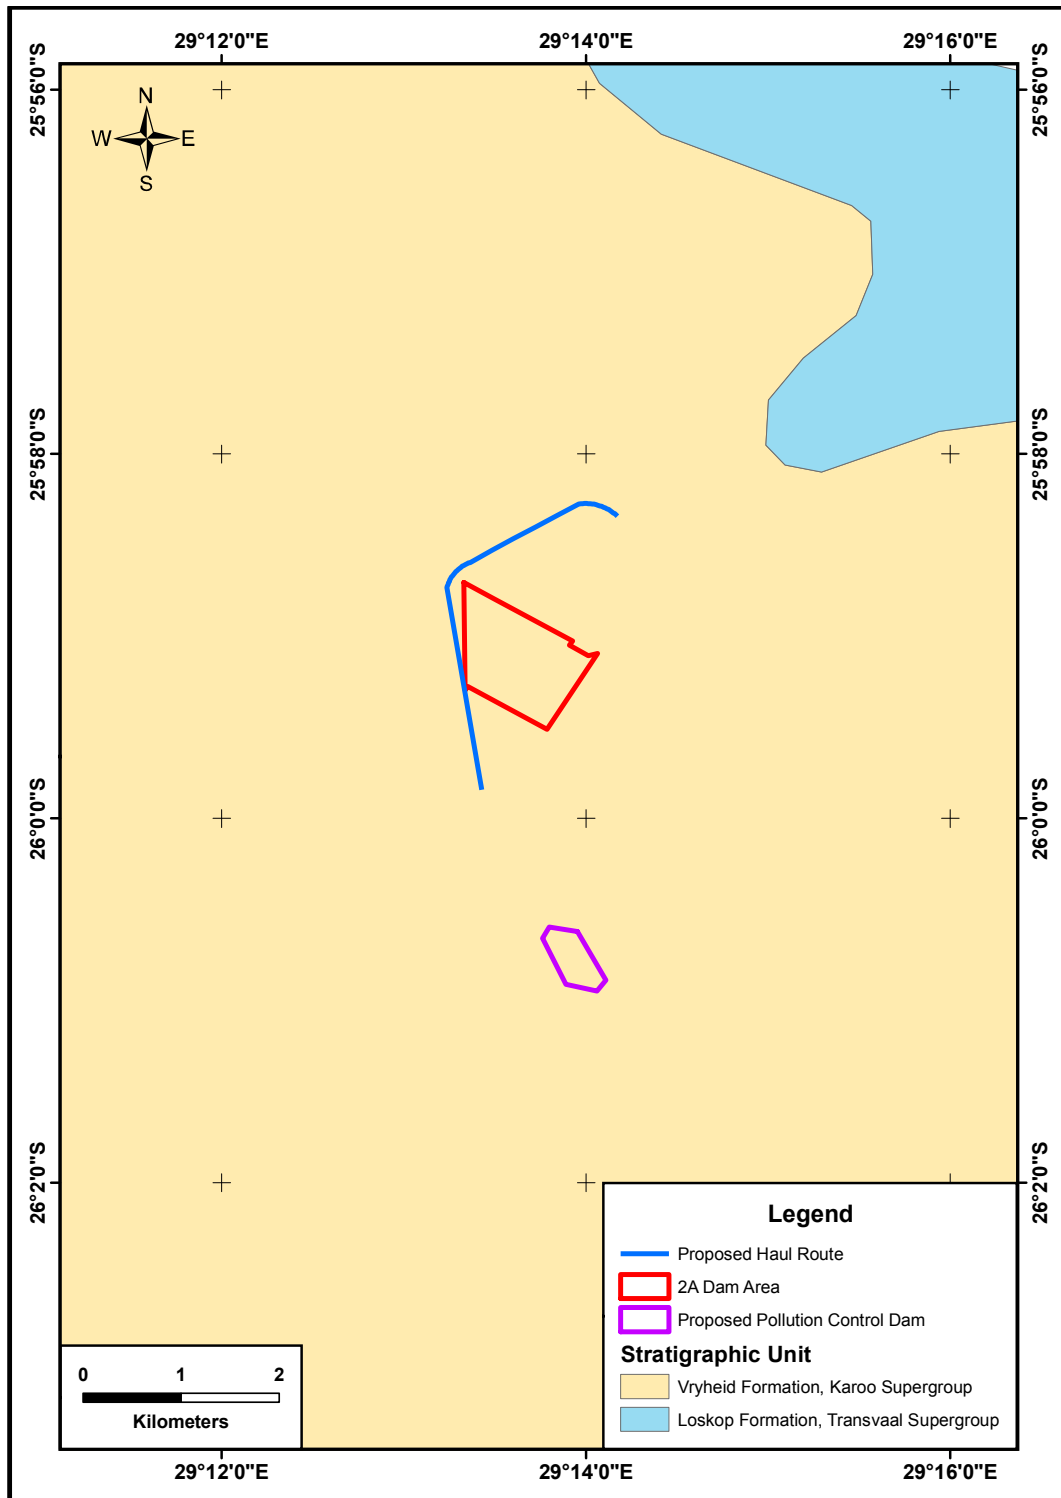 29°12'0"E 29°14'0"E 29°16'0"E
25°56'0"S 25°56'0"S
N
W E
S
25°58'0"S 25°58'0"S
26°0'0"S 26°0'0"S
26°2'0"S 26°2'0"S
Legend
Proposed Haul Route
2A Dam Area
Proposed Pollution Control Dam
Stratigraphic Unit
Vryheid Formation, Karoo Supergroup
Loskop Formation, Transvaal Supergroup
0 1 2
Kilometers
29°12'0"E 29°14'0"E 29°16'0"E